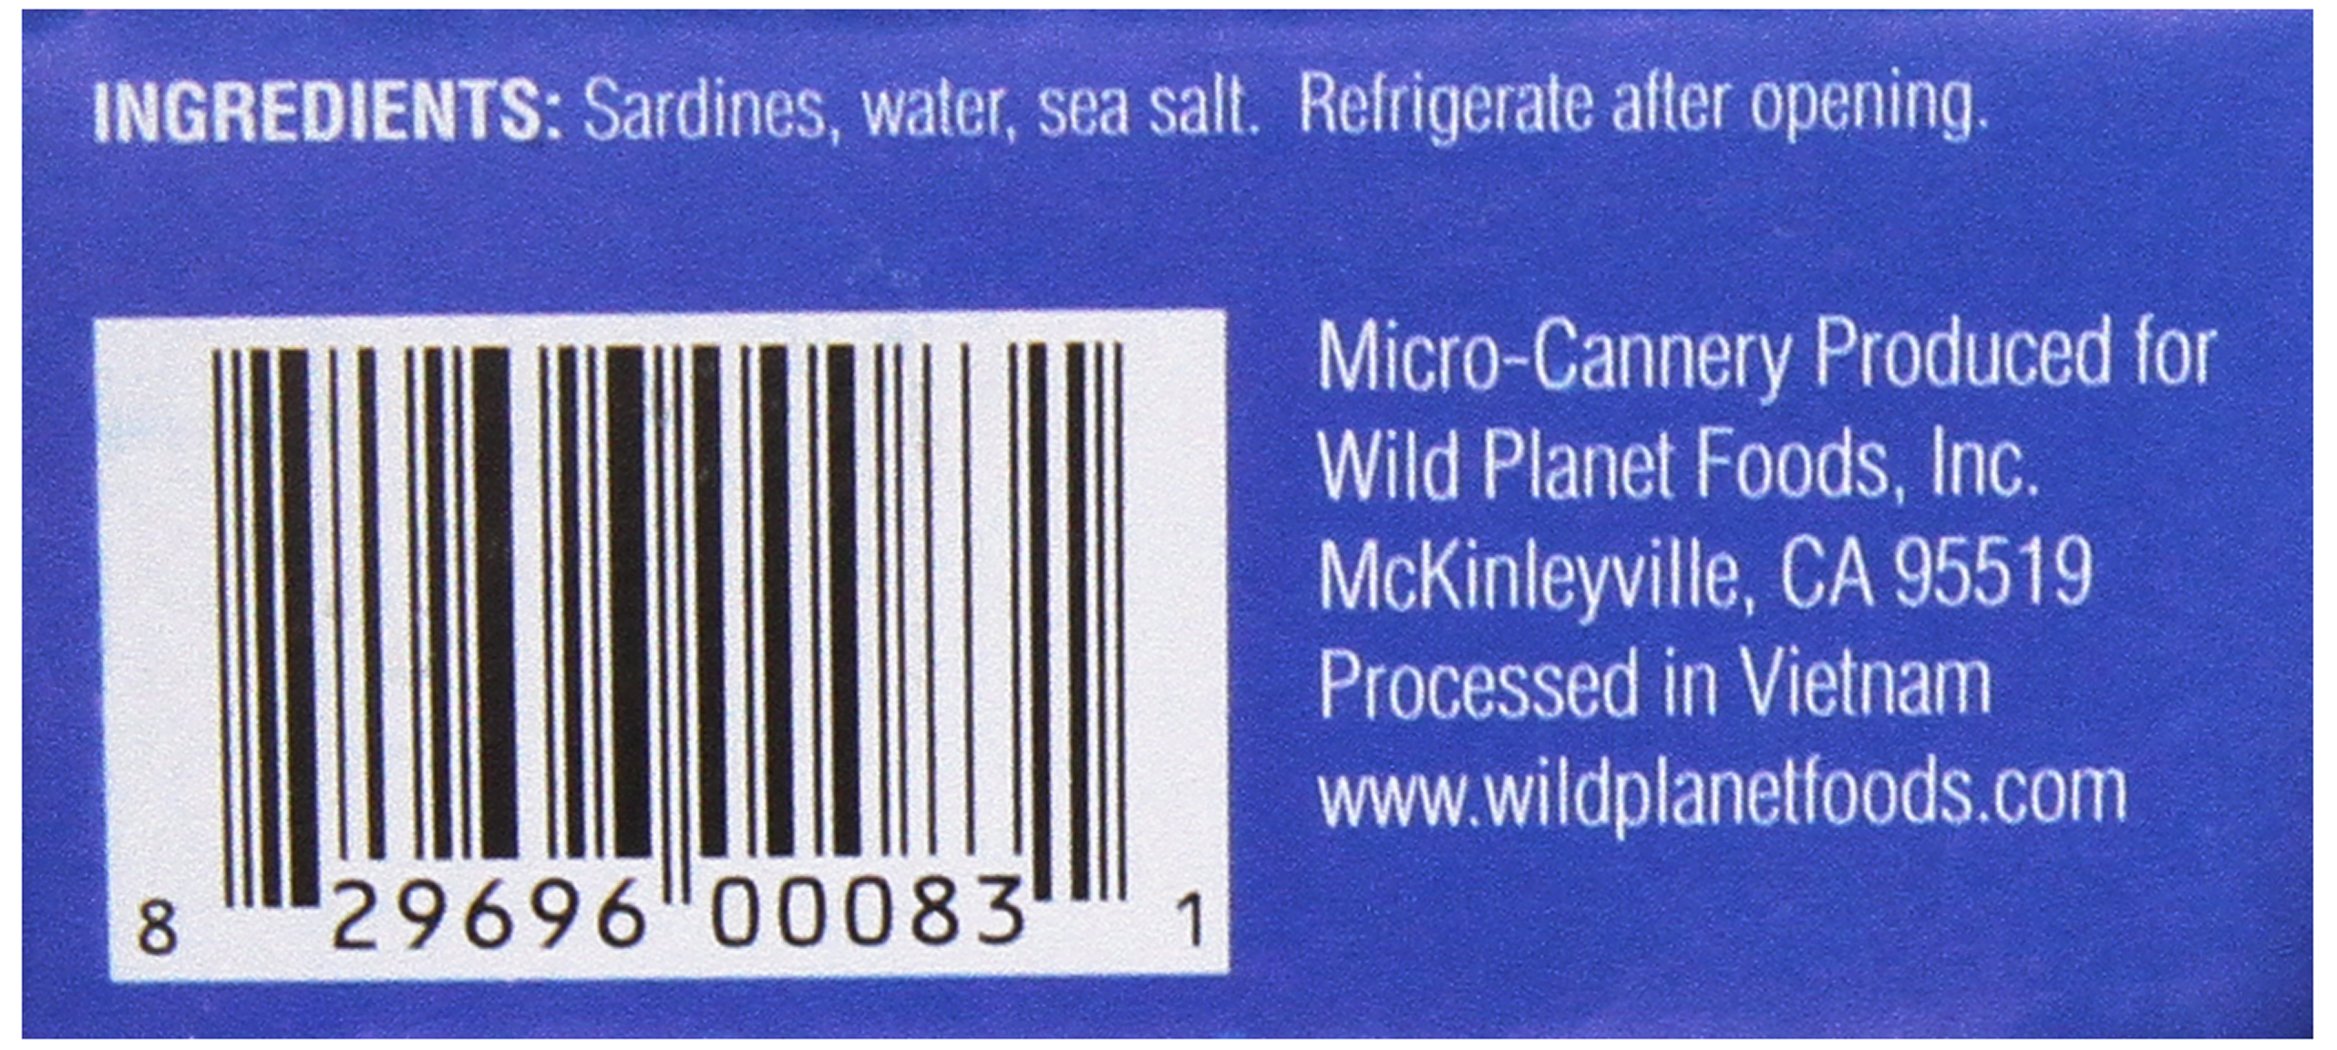 INGREDIENTS: Sardines, water, sea salt. Refrigerate after opening.
Micro-Cannery Produced for
Wild Planet Foods, Inc.
McKinleyville, CA 95519
Processed in Vietnam
www.wildplanetfoods.com
8 29696 00083 1